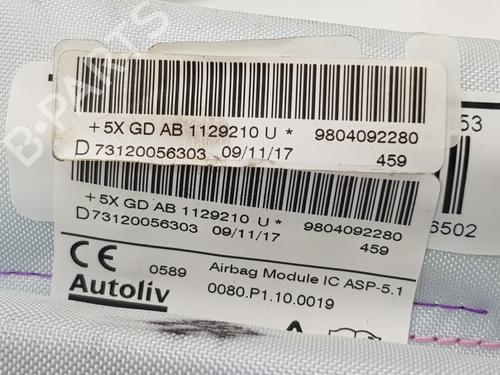 +5X GD AB 1129210 U * 9804092280
D 73120056303 09/11/17 459
+5X GD AB 1129210 U * 9804092280
D 73120056303 09/11/17 459
CE 0589 Airbag Module IC ASP-5.1
Autoliv 0080.P1.10.0019
53
6502
B-PARTS